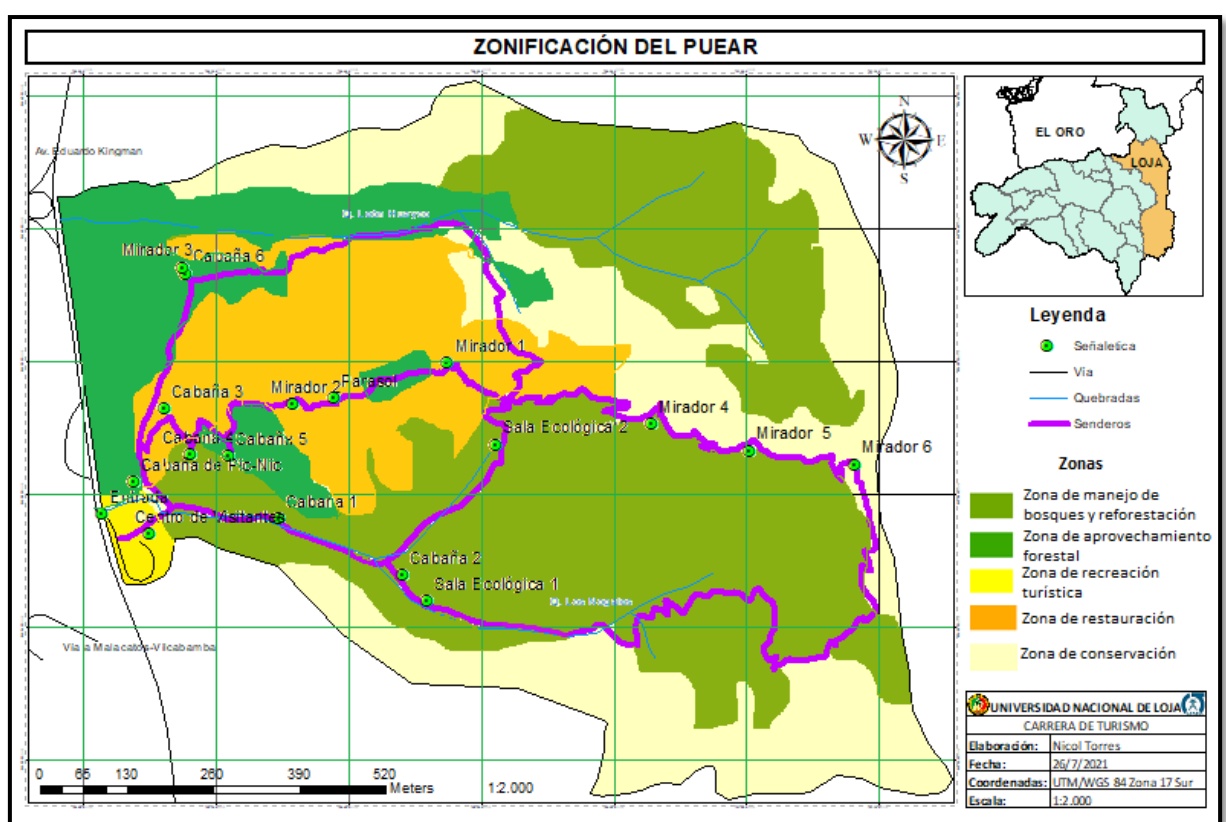 ZONIFICACIÓN DEL PUEAR
Av. Eduardo Kingman
N
W
E
S
EL ORO
LOJA
Mirador 3
Cabaña 6
Mirador 1
Mirador 2
Parasol
Cabaña 3
Mirador 4
Sala Ecológica 2
Mirador 5
Mirador 6
Cabaña 4
Cabaña 5
Cabaña de Pic-Nic
Entrada
Cabaña 1
Centro de Visitantes
Cabaña 2
Sala Ecológica 1
Vía a Malacatos-Vilcabamba
0 65 130 260 390 520
Meters
1:2.000
Leyenda
Señaletica
Vía
Quebradas
Senderos
Zonas
Zona de manejo de
bosques y reforestación
Zona de aprovechamiento
forestal
Zona de recreación
turística
Zona de restauración
Zona de conservación
UNIVERSIDAD NACIONAL DE LOJA
CARRERA DE TURISMO
Elaboración: Nicol Torres
Fecha: 26/7/2021
Coordenadas: UTM/WGS 84 Zona 17 Sur
Escala: 1:2.000